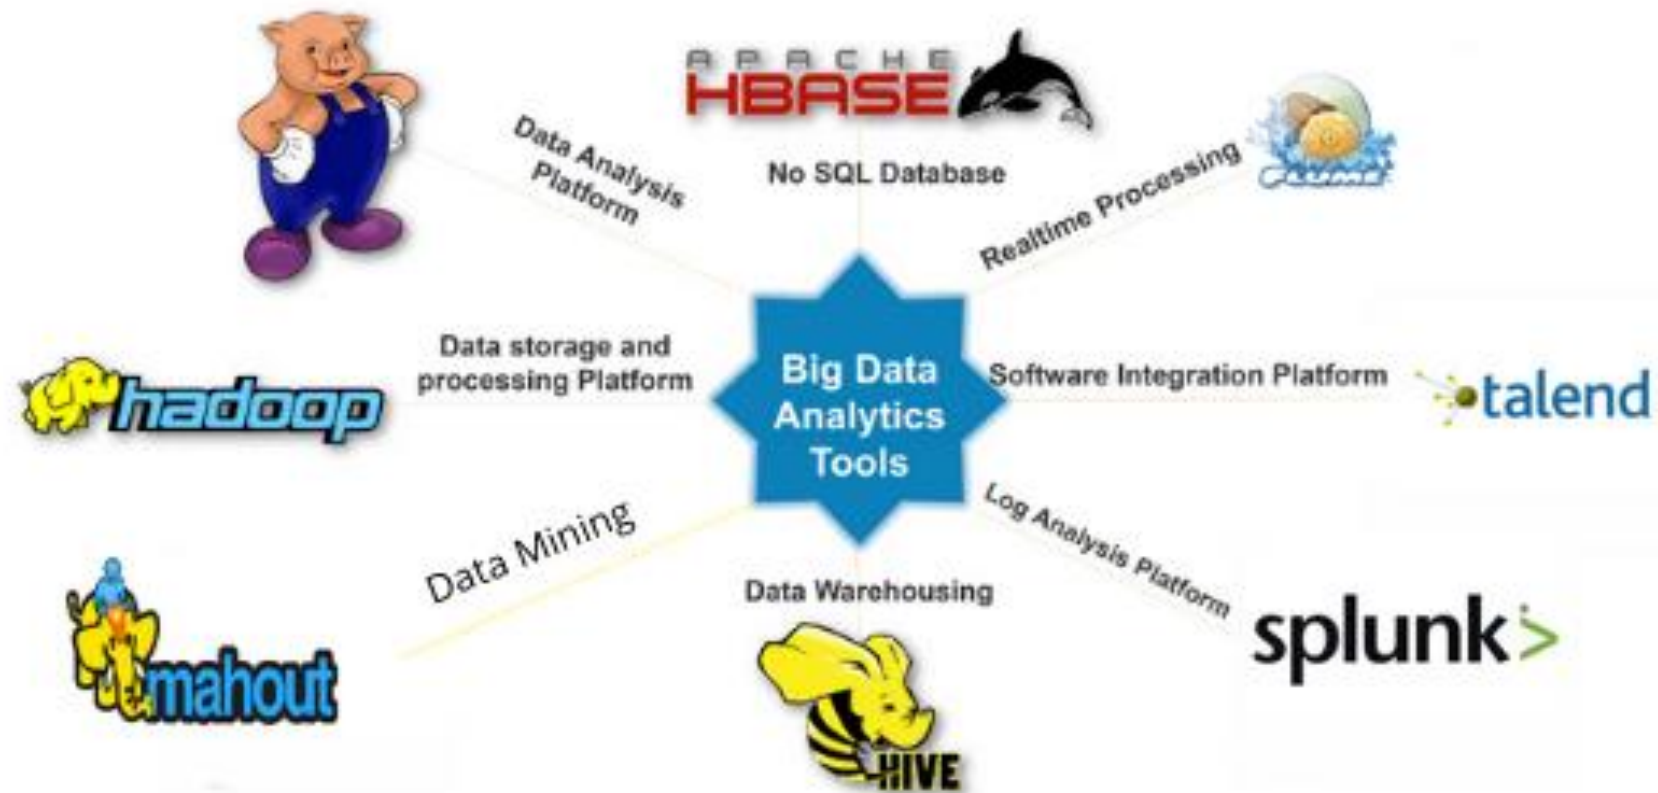 APACHE
HBASE
Data Analysis
Platform
No SQL Database
Realtime Processing
FLUME
Data storage and
processing Platform
hadoop
Big Data
Analytics
Tools
Software Integration Platform
talend
Data Mining
mahout
Data Warehousing
HIVE
Log Analysis Platform
splunk>